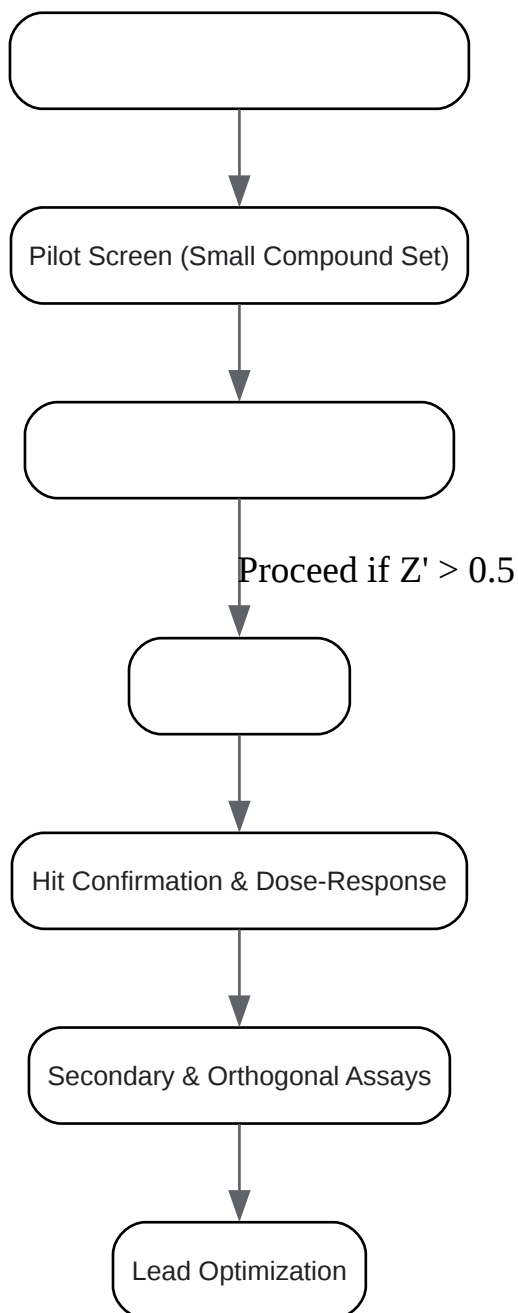 Pilot Screen (Small Compound Set)
Proceed if Z' > 0.5
Hit Confirmation & Dose-Response
Secondary & Orthogonal Assays
Lead Optimization